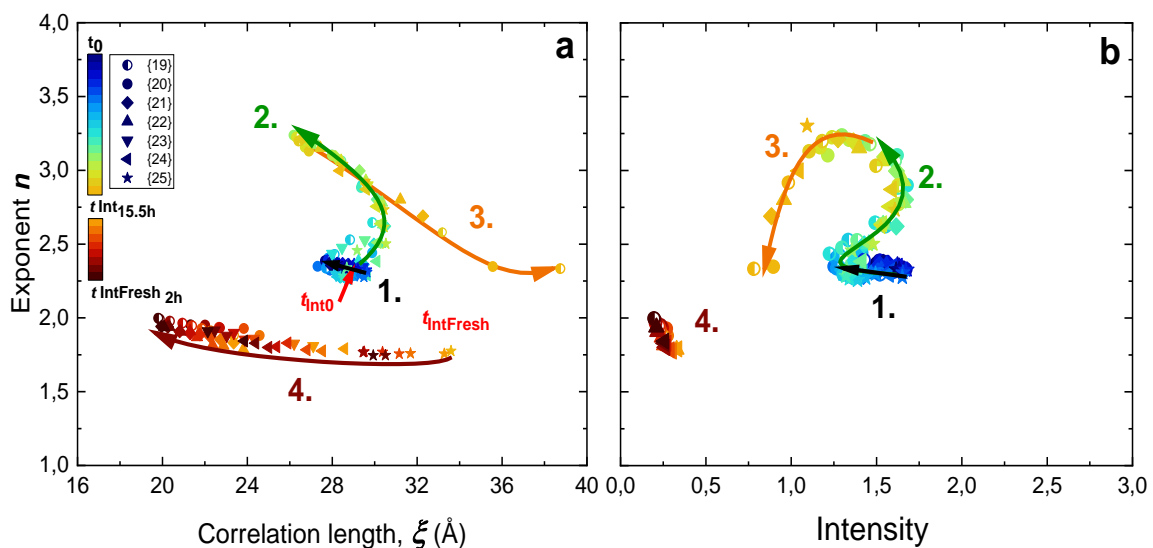 4,0
3,5
3,0
2,5
2,0
1,5
1,0
Exponent n
t0
t Int15.5h
t IntFresh 2h
{19}
{20}
{21}
{22}
{23}
{24}
{25}
a
2.
3.
1.
tInt0
tIntFresh
4.
16 20 24 28 32 36 40
Correlation length, ξ (Å)
b
3.
2.
1.
4.
0,0 0,5 1,0 1,5 2,0 2,5 3,0
Intensity